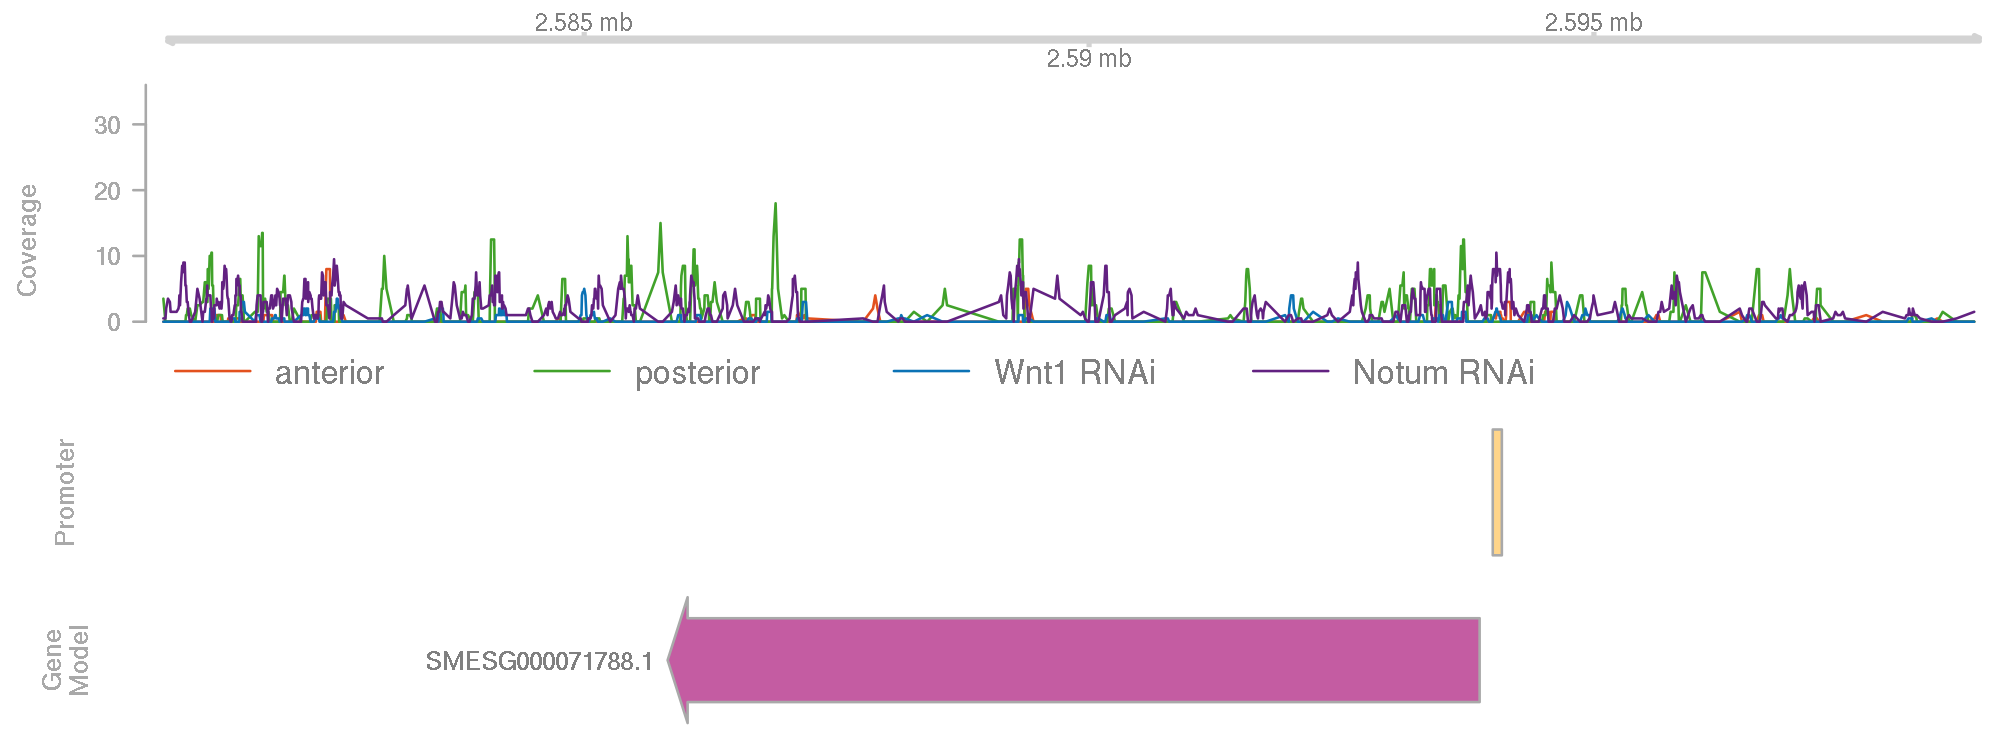 2.585 mb
2.595 mb
2.59 mb
Coverage
30
20
10
0
anterior posterior Wnt1 RNAi Notum RNAi
Promoter
Gene
Model
SMESG000071788.1